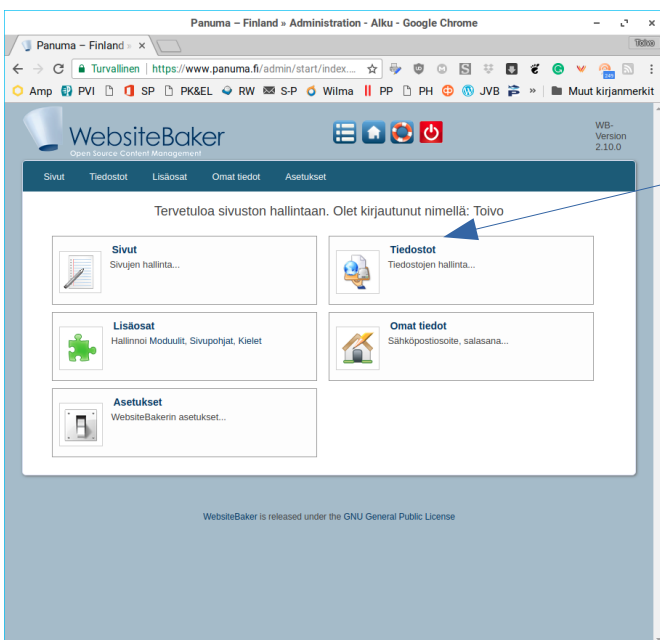 Panuma – Finland » Administration - Alku - Google Chrome
Panuma – Finland »
Toivo
Turvallinen | https://www.panuma.fi/admin/start/index....
Amp PVI SP PK&EL RW S-P Wilma PP PH JVB » Muut kirjanmerkit
WebsiteBaker
Open Source Content Management
WB-
Version
2.10.0
Sivut Tiedostot Lisäosat Omat tiedot Asetukset
Tervetuloa sivuston hallintaan. Olet kirjautunut nimellä: Toivo
Sivut
Sivujen hallinta...
Tiedostot
Tiedostojen hallinta...
Lisäosat
Hallinnoi Moduulit, Sivupohjat, Kielet
Omat tiedot
Sähköpostiosoite, salasana...
Asetukset
WebsiteBakerin asetukset...
WebsiteBaker is released under the GNU General Public License